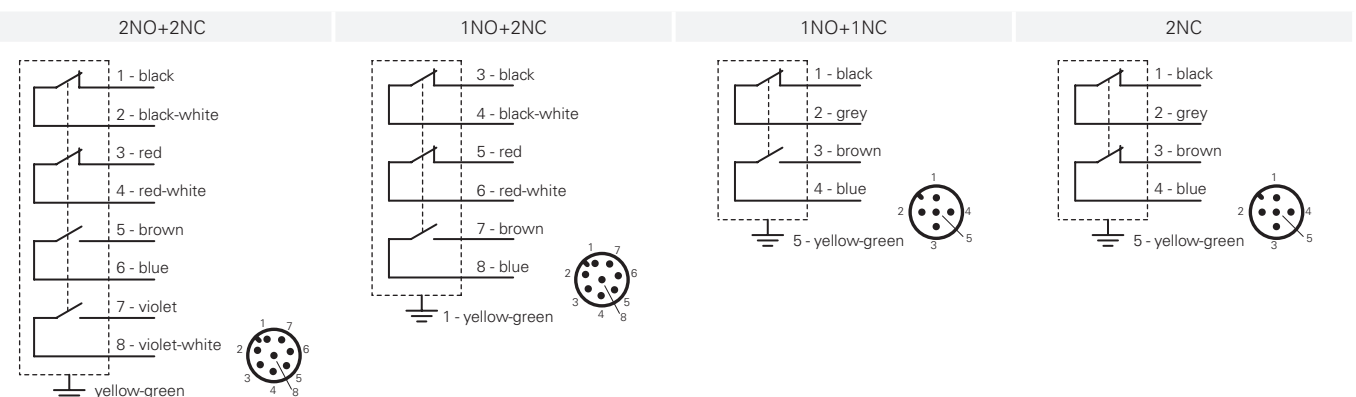 2NO+2NC
1 - black
2 - black-white
3 - red
4 - red-white
5 - brown
6 - blue
7 - violet
8 - violet-white
yellow-green
1
7
2
6
3
5
4
8
1NO+2NC
3 - black
4 - black-white
5 - red
6 - red-white
7 - brown
8 - blue
1 - yellow-green
1
7
2
6
3
5
4
8
1NO+1NC
1 - black
2 - grey
3 - brown
4 - blue
5 - yellow-green
1
2
4
3
5
2NC
1 - black
2 - grey
3 - brown
4 - blue
5 - yellow-green
1
2
4
3
5